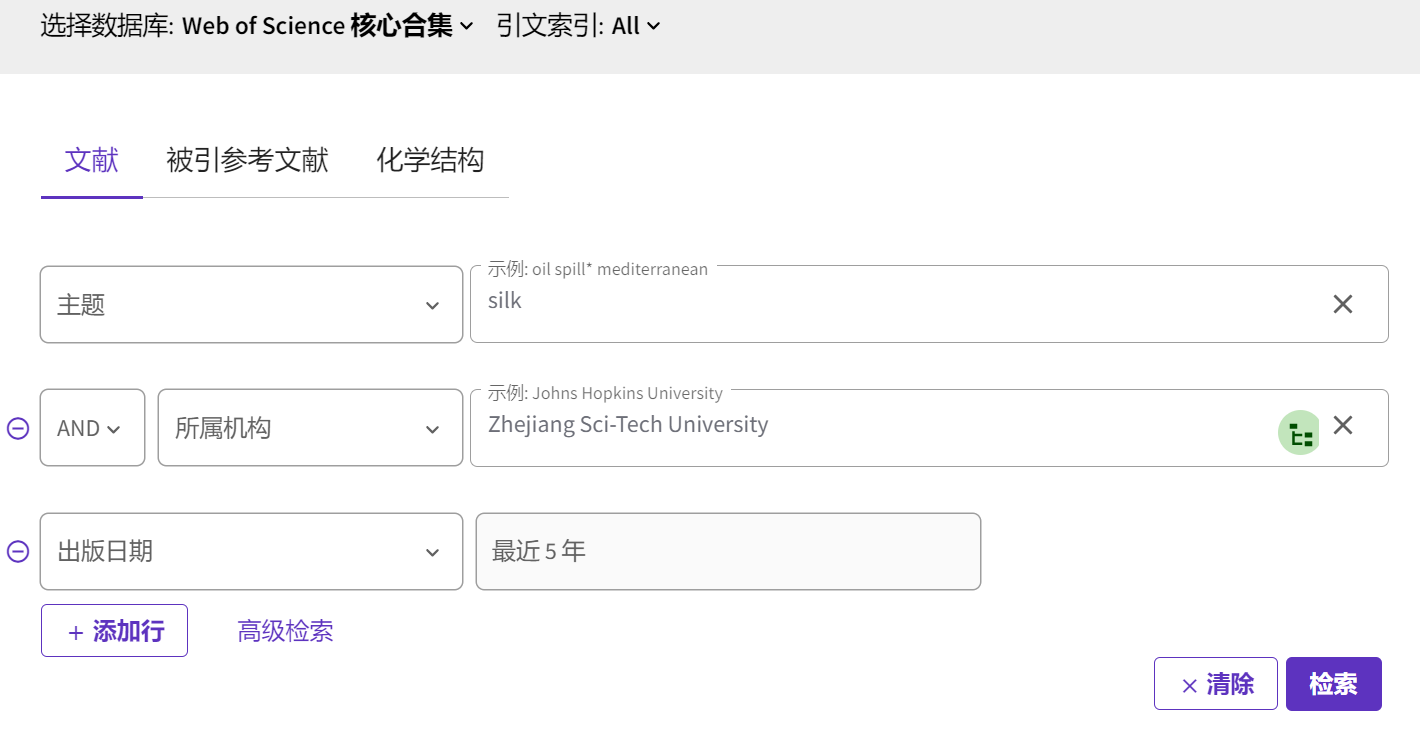 选择数据库: Web of Science 核心合集 引文索引: All
文献 被引参考文献 化学结构
示例: oil spill* mediterranean
主题 silk
示例: Johns Hopkins University
AND 所属机构 Zhejiang Sci-Tech University
出版日期 最近 5 年
+ 添加行 高级检索
× 清除 检索